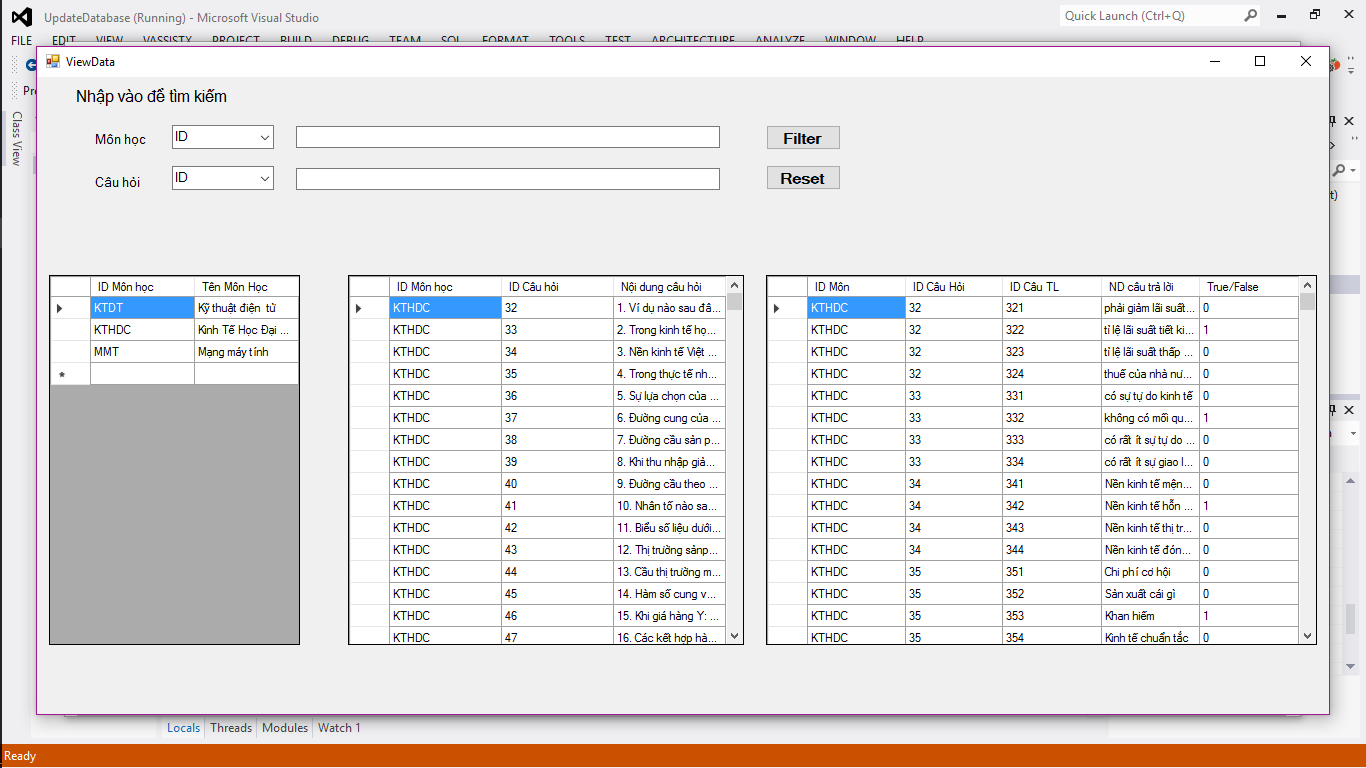 UpdateDatabase (Running) - Microsoft Visual Studio
Quick Launch (Ctrl+Q)
FILE EDIT VIEW VASSISTX PROJECT BUILD DEBUG TEAM SQL FORMAT TOOLS TEST ARCHITECTURE ANALYZE WINDOW HELP
ViewData
Class View
Nhập vào để tìm kiếm
Môn học ID Filter
Câu hỏi ID Reset
ID Môn học Tên Môn Học
KTDT Kỹ thuật điện tử
KTHDC Kinh Tế Học Đại ...
MMT Mạng máy tính
*
ID Môn học ID Câu hỏi Nội dung câu hỏi
KTHDC 32 1. Ví dụ nào sau đâ...
KTHDC 33 2. Trong kinh tế họ...
KTHDC 34 3. Nền kinh tế Việt ...
KTHDC 35 4. Trong thực tế nh...
KTHDC 36 5. Sự lựa chọn của ...
KTHDC 37 6. Đường cung của ...
KTHDC 38 7. Đường cầu sản p...
KTHDC 39 8. Khi thu nhập giả...
KTHDC 40 9. Đường cầu theo ...
KTHDC 41 10. Nhân tố nào sa...
KTHDC 42 11. Biểu số liệu dưới...
KTHDC 43 12. Thị trường sảnp...
KTHDC 44 13. Cầu thị trường m...
KTHDC 45 14. Hàm số cung v...
KTHDC 46 15. Khi giá hàng Y: ...
KTHDC 47 16. Các kết hợp hà...
ID Môn ID Câu Hỏi ID Câu TL ND câu trả lời True/False
KTHDC 32 321 phải giảm lãi suất... 0
KTHDC 32 322 tỉ lệ lãi suất tiết ki... 1
KTHDC 32 323 tỉ lệ lãi suất thấp ... 0
KTHDC 32 324 thuế của nhà nư... 0
KTHDC 33 331 có sự tự do kinh tế 0
KTHDC 33 332 không có mối qu... 1
KTHDC 33 333 có rất ít sự tự do ... 0
KTHDC 33 334 có rất ít sự giao l... 0
KTHDC 34 341 Nền kinh tế mện... 0
KTHDC 34 342 Nền kinh tế hỗn ... 1
KTHDC 34 343 Nền kinh tế thị tr... 0
KTHDC 34 344 Nền kinh tế đón... 0
KTHDC 35 351 Chi phí cơ hội 0
KTHDC 35 352 Sản xuất cái gì 0
KTHDC 35 353 Khan hiếm 1
KTHDC 35 354 Kinh tế chuẩn tắc 0
Locals Threads Modules Watch 1
Ready